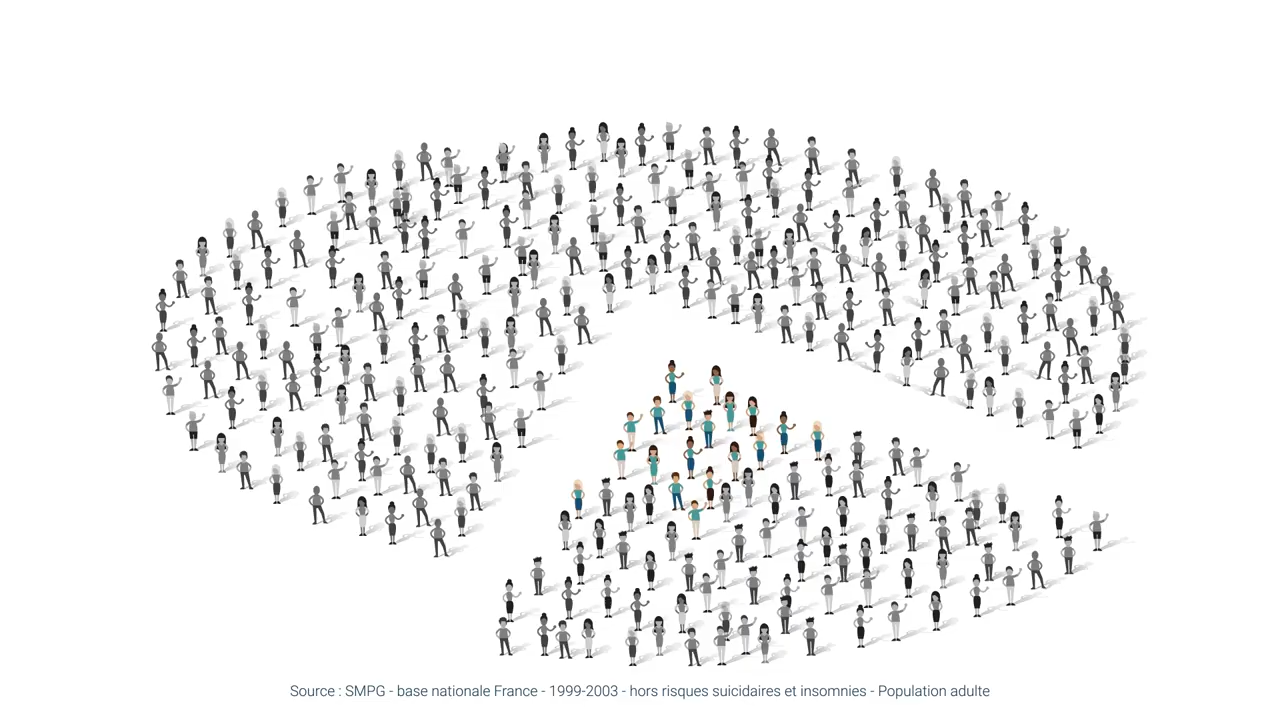 Source : SMPG - base nationale France - 1999-2003 - hors risques suicidaires et insomnies - Population adulte